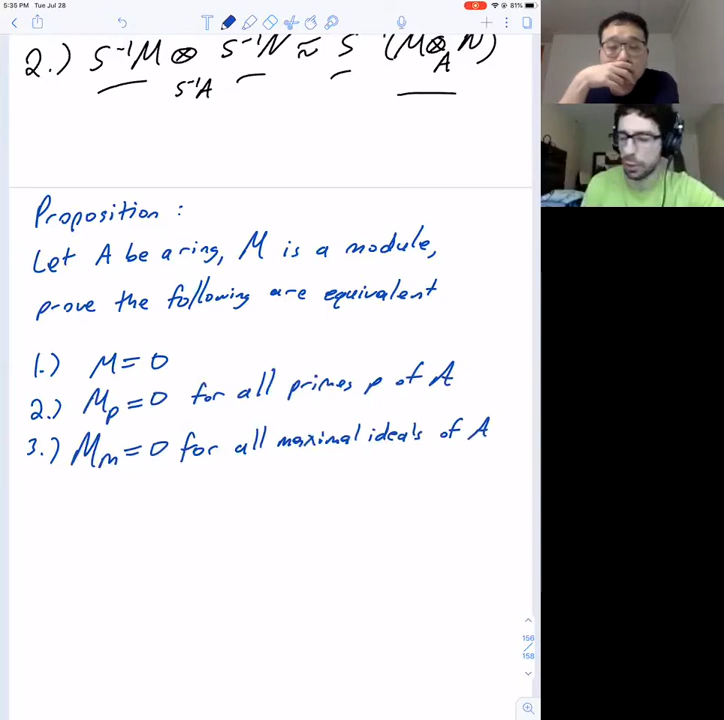 5:35 PM Tue Jul 28
81%
2.) S⁻¹M ⊗ S⁻¹N ≈ S (M⊗N)
S⁻¹A A
Proposition :
Let A be a ring, M is a module,
prove the following are equivalent
1.) M = 0
2.) Mp = 0 for all primes p of A
3.) Mm = 0 for all maximal ideals of A
156
/
158